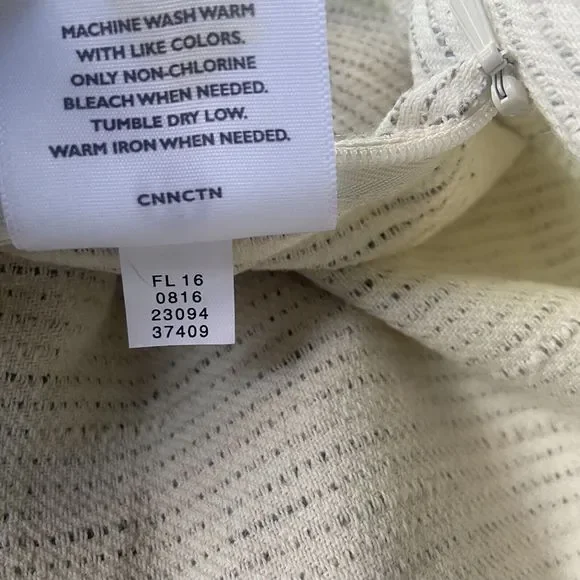 MACHINE WASH WARM
WITH LIKE COLORS.
ONLY NON-CHLORINE
BLEACH WHEN NEEDED.
TUMBLE DRY LOW.
WARM IRON WHEN NEEDED.
CNNCTN
FL 16
0816
23094
37409